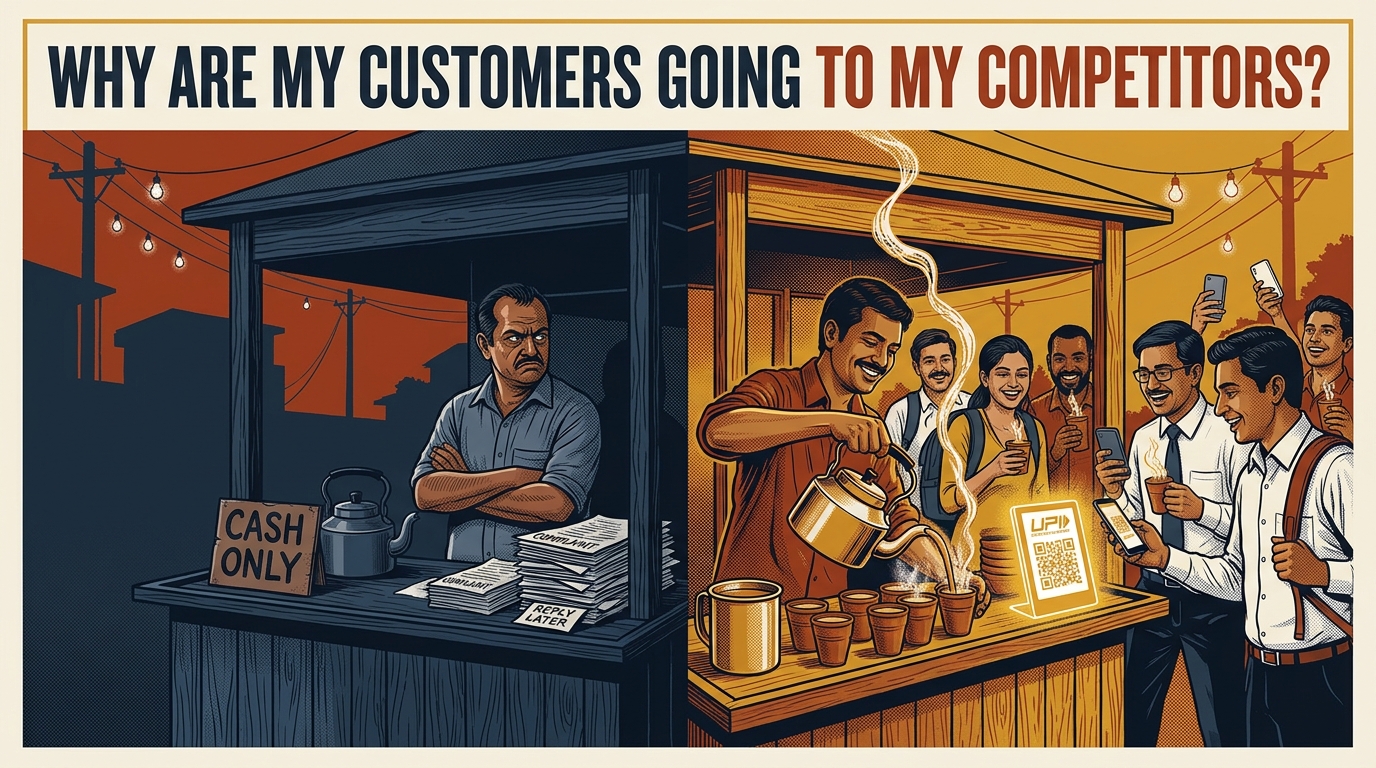 WHY ARE MY CUSTOMERS GOING TO MY COMPETITORS?
CASH
ONLY
REPLY
LATER
UPI